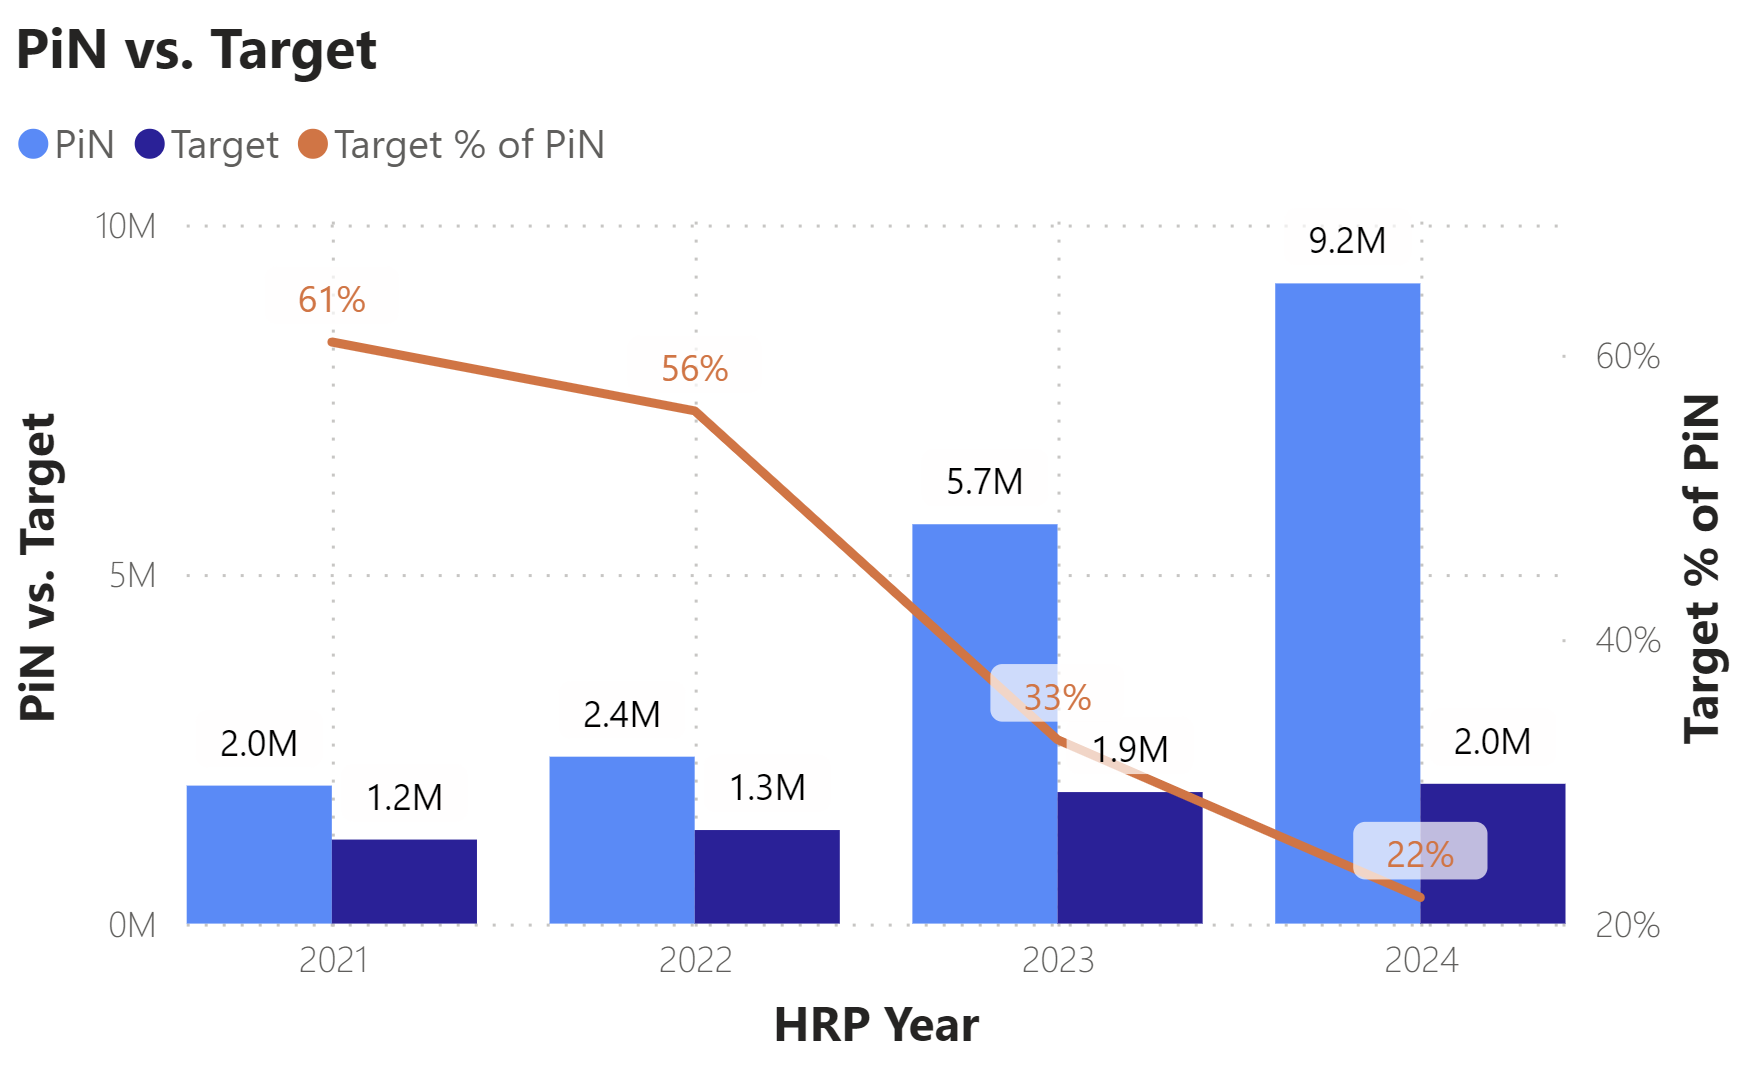 PiN vs. Target
PiN Target Target % of PiN
10M
5M
0M
PiN vs. Target
61%
56%
33%
22%
2.0M
1.2M
2.4M
1.3M
5.7M
1.9M
9.2M
2.0M
60%
40%
20%
Target % of PiN
2021 2022 2023 2024
HRP Year